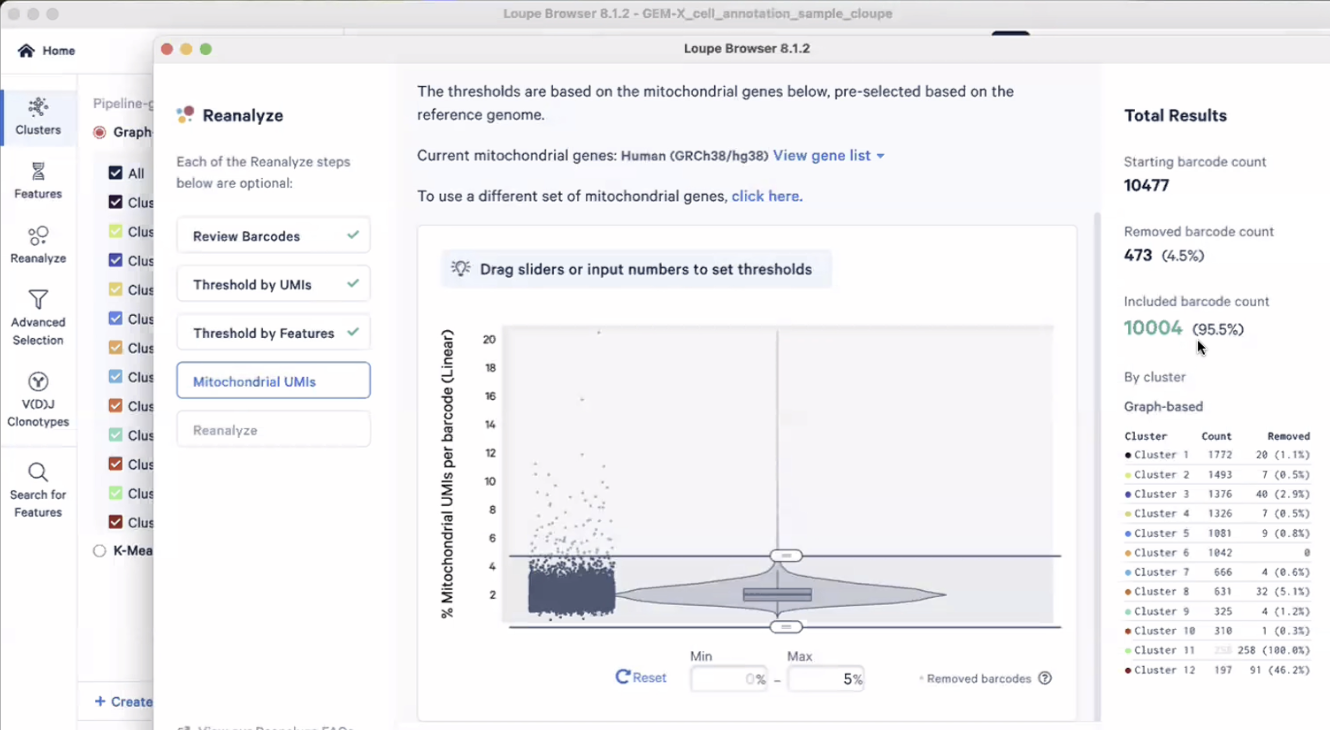 Loupe Browser 8.1.2 - GEM-X_cell_annotation_sample_cloupe
Home
Loupe Browser 8.1.2
Clusters
Features
Reanalyze
Advanced
Selection
V(D)J
Clonotypes
Search for
Features
Pipeline-g
Graph-
All
Clus
Clus
Clus
Clus
Clus
Clus
Clus
Clus
Clus
Clus
Clus
Clus
K-Mea
+ Create
Reanalyze
Each of the Reanalyze steps
below are optional:
Review Barcodes
Threshold by UMIs
Threshold by Features
Mitochondrial UMIs
Reanalyze
The thresholds are based on the mitochondrial genes below, pre-selected based on the
reference genome.
Current mitochondrial genes: Human (GRCh38/hg38) View gene list
To use a different set of mitochondrial genes, click here.
Drag sliders or input numbers to set thresholds
% Mitochondrial UMIs per barcode (Linear)
20
18
16
14
12
10
8
6
4
2
Min Max
Reset 0% – 5% Removed barcodes ?
Total Results
Starting barcode count
10477
Removed barcode count
473 (4.5%)
Included barcode count
10004 (95.5%)
By cluster
Graph-based
Cluster Count Removed
Cluster 1 1772 20 (1.1%)
Cluster 2 1493 7 (0.5%)
Cluster 3 1376 40 (2.9%)
Cluster 4 1326 7 (0.5%)
Cluster 5 1081 9 (0.8%)
Cluster 6 1042 0
Cluster 7 666 4 (0.6%)
Cluster 8 631 32 (5.1%)
Cluster 9 325 4 (1.2%)
Cluster 10 310 1 (0.3%)
Cluster 11 258 258 (100.0%)
Cluster 12 197 91 (46.2%)